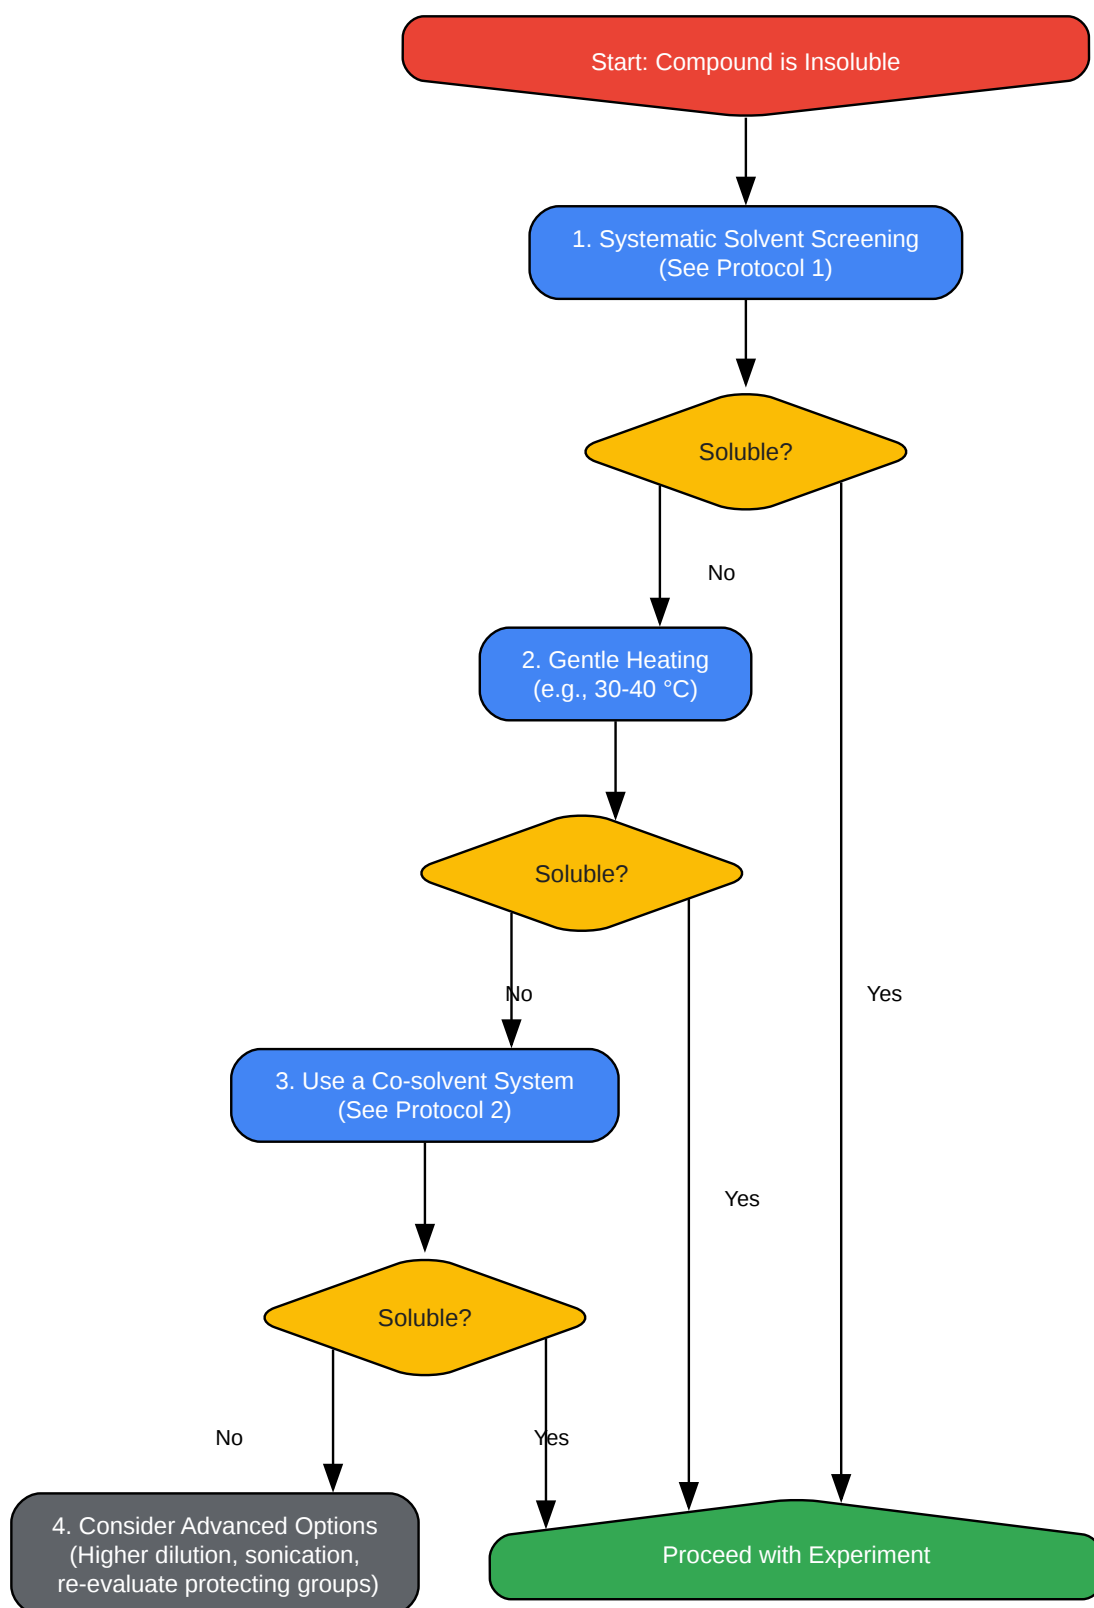 Start: Compound is Insoluble
1. Systematic Solvent Screening
(See Protocol 1)
Soluble?
No
2. Gentle Heating
(e.g., 30-40 °C)
Soluble?
No
Yes
3. Use a Co-solvent System
(See Protocol 2)
Yes
Soluble?
No
Yes
4. Consider Advanced Options
(Higher dilution, sonication,
re-evaluate protecting groups)
Proceed with Experiment